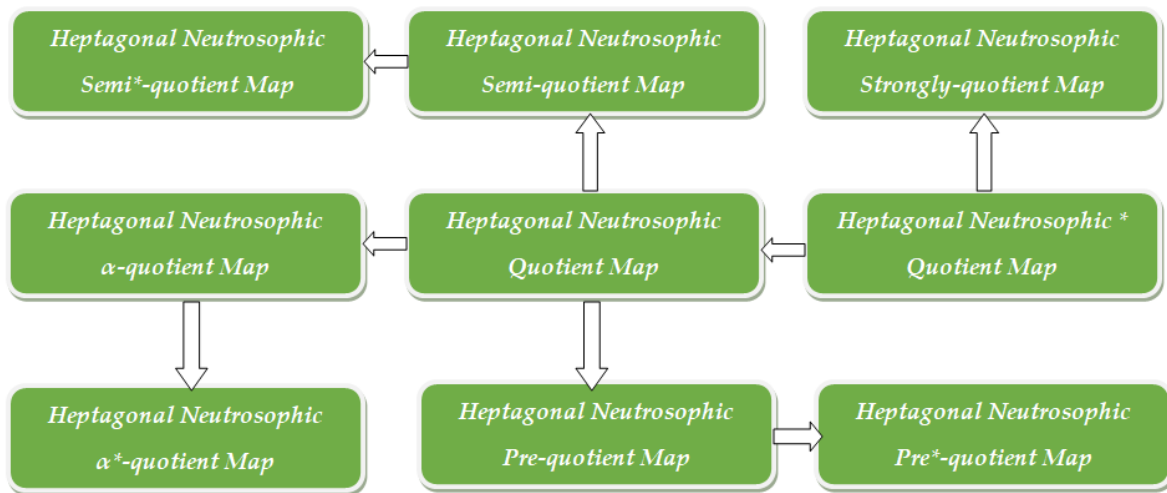 Heptagonal Neutrosophic
Semi*-quotient Map
Heptagonal Neutrosophic
Semi-quotient Map
Heptagonal Neutrosophic
Strongly-quotient Map
Heptagonal Neutrosophic
α-quotient Map
Heptagonal Neutrosophic
Quotient Map
Heptagonal Neutrosophic *
Quotient Map
Heptagonal Neutrosophic
α*-quotient Map
Heptagonal Neutrosophic
Pre-quotient Map
Heptagonal Neutrosophic
Pre*-quotient Map